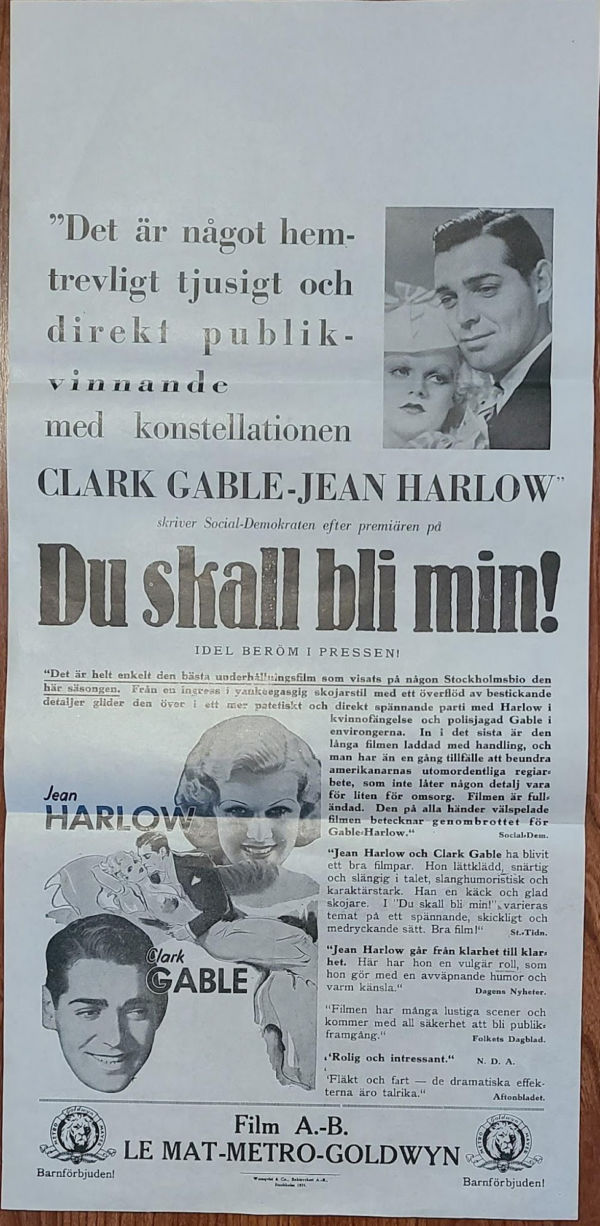 "Det är något hem-
trevligt tjusigt och
direkt publik-
vinnande
med konstellationen
CLARK GABLE-JEAN HARLOW"
skriver Social-Demokraten efter premiären på
Du skall bli min!
IDEL BERÖM I PRESSEN!
"Det är helt enkelt den bästa underhållningsfilm som visats på någon Stockholmsbio den
här säsongen. Från en ingress i yankeegasgig skojarstil med ett överflöd av bestickande
detaljer glider den över i ett mer patetiskt och direkt spännande parti med Harlow i
kvinnofängelse och polisjagad Gable i
environgerna. In i det sista är den
långa filmen laddad med handling, och
man har än en gång tillfälle att beundra
amerikanarnas utomordentliga regiar-
bete, som inte låter någon detalj vara
för liten för omsorg. Filmen är full-
ändad. Den på alla händer välspelade
filmen betecknar genombrottet för
Gable-Harlow."
Social-Dem.
Jean
HARLOW
"Jean Harlow och Clark Gable ha blivit
ett bra filmpar. Hon lättklädd, snärtig
och slängig i talet, slanghumoristisk och
karaktärstark. Han en käck och glad
skojare. I "Du skall bli min!" varieras
temat på ett spännande, skickligt och
medryckande sätt. Bra film!"
St.-Tidn.
Clark
GABLE
"Jean Harlow går från klarhet till klar-
het. Här har hon en vulgär roll, som
hon gör med en avväpnande humor och
varm känsla."
Dagens Nyheter.
"Filmen har många lustiga scener och
kommer med all säkerhet att bli publik-
framgång."
Folkets Dagblad.
"Rolig och intressant."
N. D. A.
"Fläkt och fart — de dramatiska effek-
terna äro talrika."
Aftonbladet.
Film A.-B.
LE MAT-METRO-GOLDWYN
Barnförbjuden!
Barnförbjuden!
Stockholm